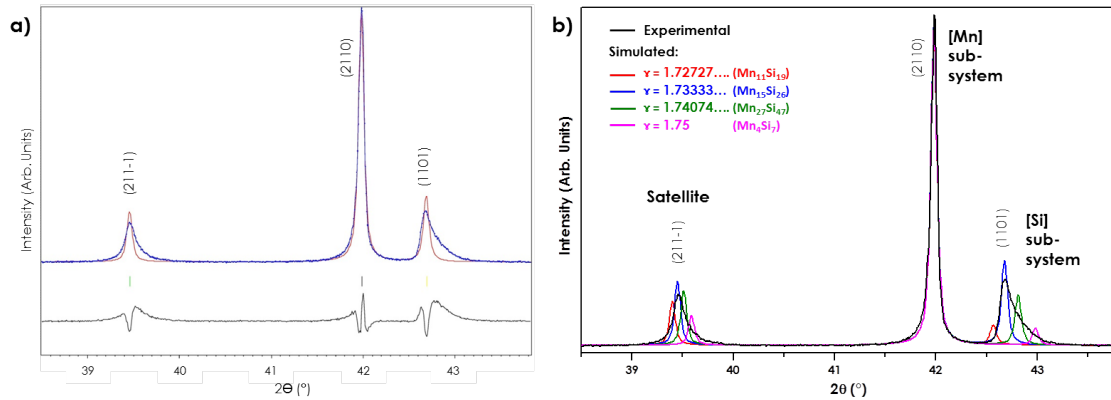 a)
Intensity (Arb. Units)
(211-1)
(2110)
(1101)
39
40
41
42
43
2Θ (°)
b)
Intensity (Arb. Units)
Experimental
Simulated:
γ = 1.72727.... (Mn₁₁Si₁₉)
γ = 1.73333... (Mn₁₅Si₂₆)
γ = 1.74074.... (Mn₂₇Si₄₇)
γ = 1.75 (Mn₄Si₇)
(2110)
[Mn]
sub-
system
Satellite
(211-1)
(1101)
[Si]
sub-
system
39
40
41
42
43
2θ (°)